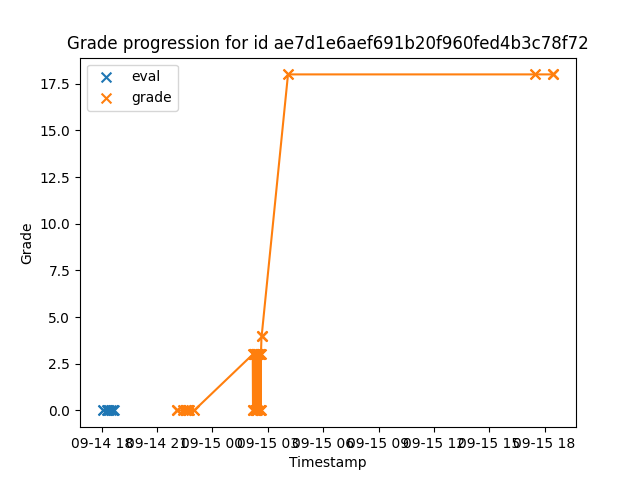 Grade progression for id ae7d1e6aef691b20f960fed4b3c78f72
eval
grade
17.5
15.0
12.5
10.0
7.5
5.0
2.5
0.0
Grade
09-14 18 09-14 21 09-15 00 09-15 03 09-15 06 09-15 09 09-15 12 09-15 15 09-15 18
Timestamp